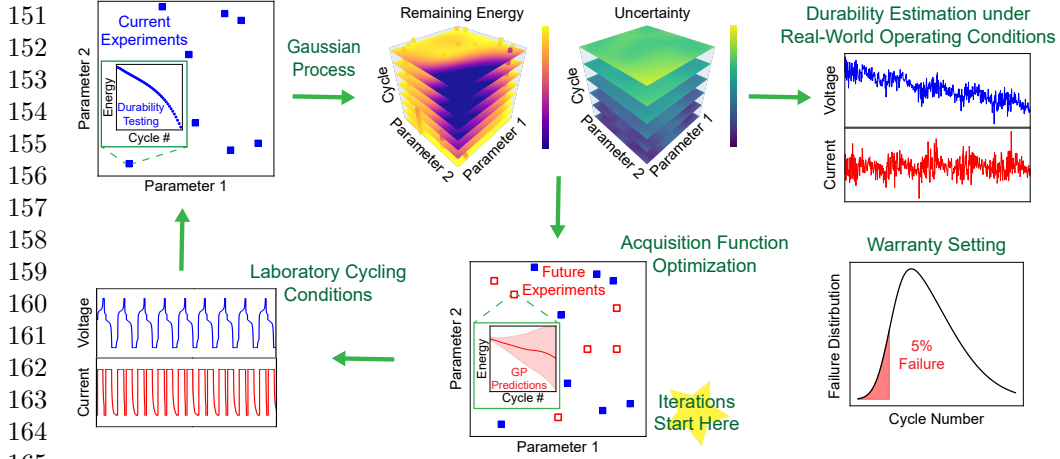 151
152
153
154
155
156
157
158
159
160
161
162
163
164
Current
Experiments
Parameter 2
Energy
Durability
Testing
Cycle #
Parameter 1
Gaussian
Process
Remaining Energy
Cycle
Parameter 2
Parameter 1
Uncertainty
Cycle
Parameter 2
Parameter 1
Durability Estimation under
Real-World Operating Conditions
Voltage
Current
Laboratory Cycling
Conditions
Voltage
Current
Acquisition Function
Optimization
Future
Experiments
Parameter 2
Energy
GP
Predictions
Cycle #
Parameter 1
Iterations
Start Here
Warranty Setting
Failure Distirbution
5%
Failure
Cycle Number